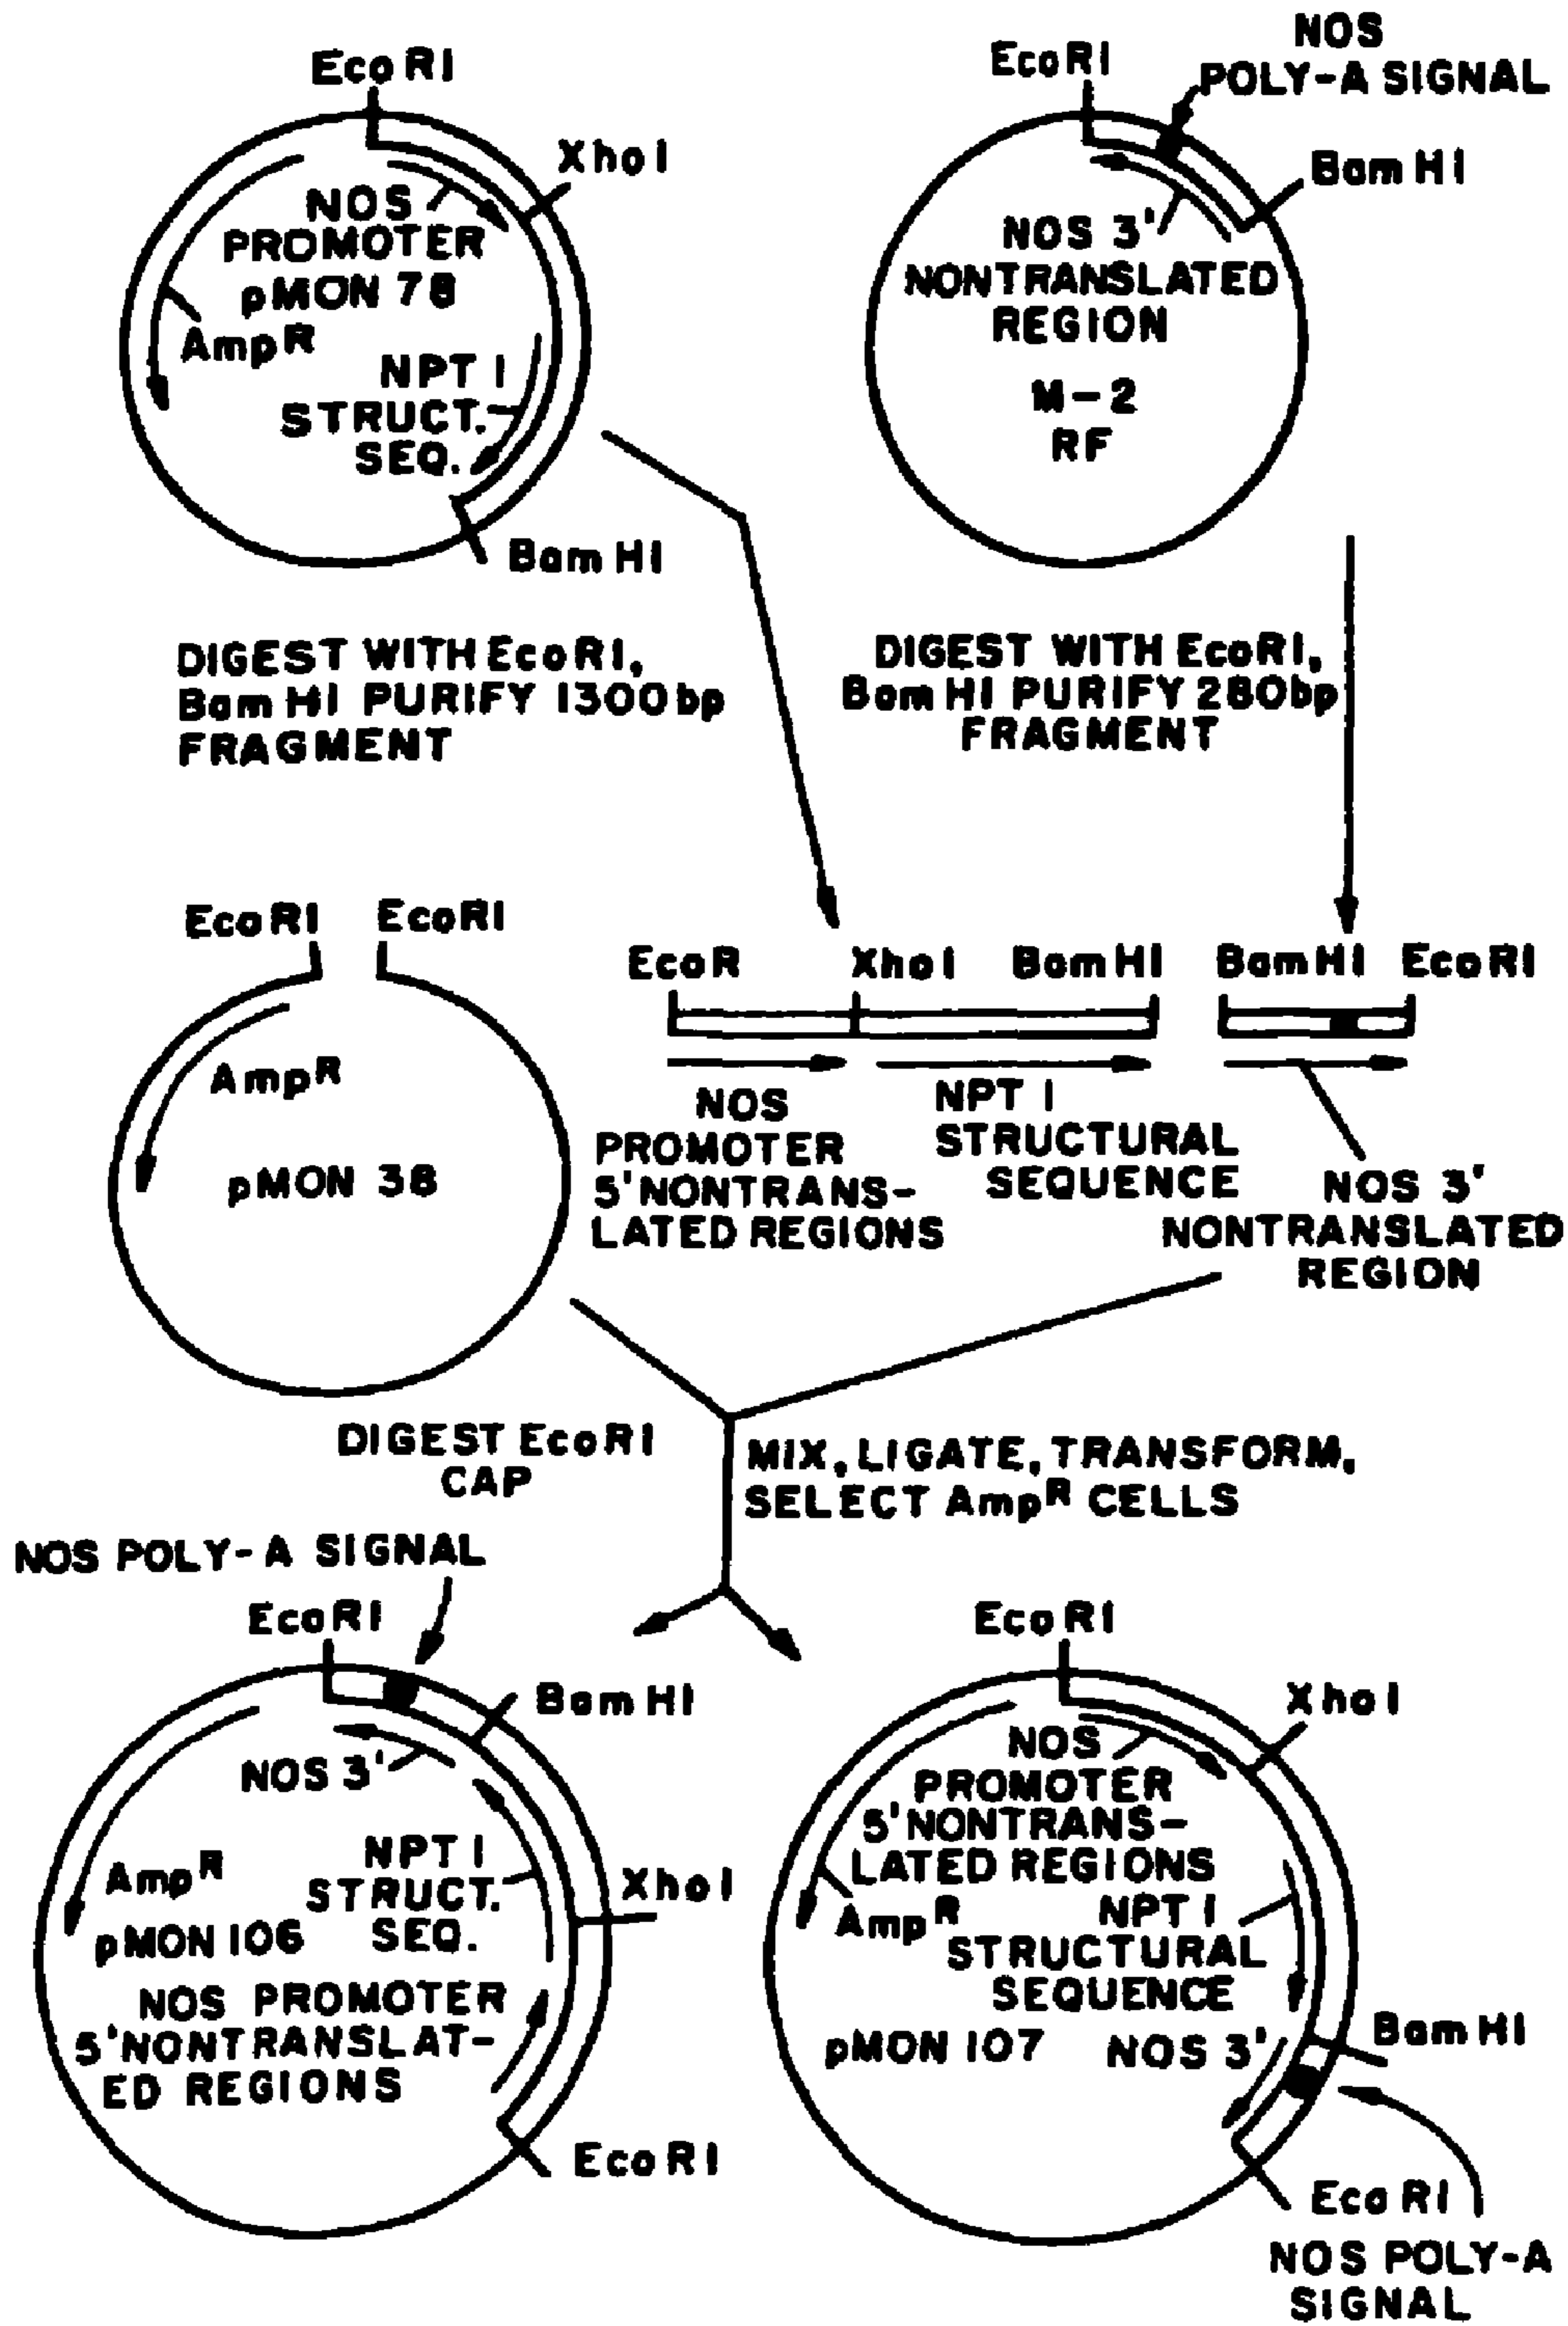 EcoRI
XhoI
NOS
PROMOTER
pMON 78
AmpR
NPT I
STRUCT.
SEQ.
BamHI
EcoRI
NOS
POLY-A SIGNAL
BamHI
NOS 3'
NONTRANSLATED
REGION
M-2
RF
DIGEST WITH EcoRI,
BamHI PURIFY 1300bp
FRAGMENT
DIGEST WITH EcoRI,
BamHI PURIFY 280bp
FRAGMENT
EcoRI EcoRI
AmpR
pMON 38
EcoR XhoI BamHI BamHI EcoRI
NOS
PROMOTER
5'NONTRANS-
LATED REGIONS
NPT I
STRUCTURAL
SEQUENCE
NOS 3'
NONTRANSLATED
REGION
DIGEST EcoRI
CAP
MIX, LIGATE, TRANSFORM,
SELECT AmpR CELLS
NOS POLY-A SIGNAL
EcoRI
BamHI
NOS 3'
NPT I
STRUCT.
SEQ.
AmpR
XhoI
pMON 106
NOS PROMOTER
5'NONTRANSLAT-
ED REGIONS
EcoRI
EcoRI
XhoI
NOS
PROMOTER
5'NONTRANS-
LATED REGIONS
AmpR
NPT I
STRUCTURAL
SEQUENCE
pMON 107
NOS 3'
BamHI
EcoRI
NOS POLY-A
SIGNAL